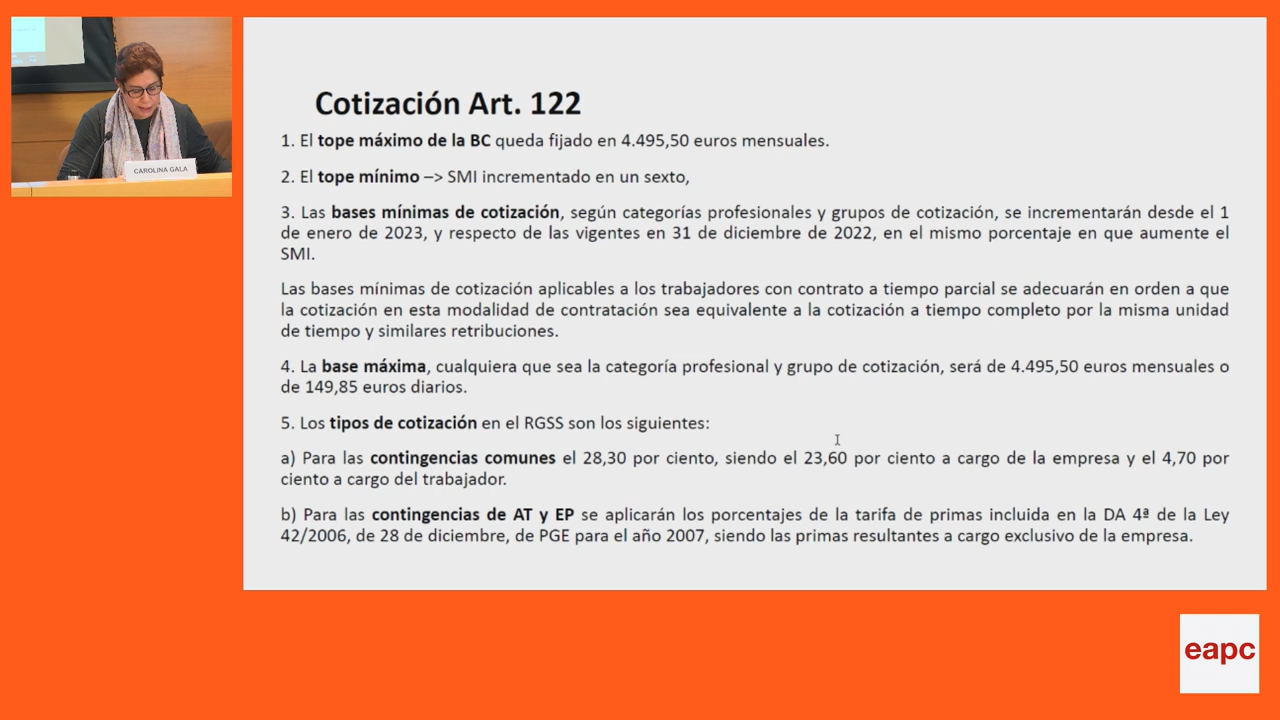 CAROLINA GALA
Cotización Art. 122
1. El tope máximo de la BC queda fijado en 4.495,50 euros mensuales.
2. El tope mínimo –> SMI incrementado en un sexto,
3. Las bases mínimas de cotización, según categorías profesionales y grupos de cotización, se incrementarán desde el 1
de enero de 2023, y respecto de las vigentes en 31 de diciembre de 2022, en el mismo porcentaje en que aumente el
SMI.
Las bases mínimas de cotización aplicables a los trabajadores con contrato a tiempo parcial se adecuarán en orden a que
la cotización en esta modalidad de contratación sea equivalente a la cotización a tiempo completo por la misma unidad
de tiempo y similares retribuciones.
4. La base máxima, cualquiera que sea la categoría profesional y grupo de cotización, será de 4.495,50 euros mensuales o
de 149,85 euros diarios.
5. Los tipos de cotización en el RGSS son los siguientes:
a) Para las contingencias comunes el 28,30 por ciento, siendo el 23,60 por ciento a cargo de la empresa y el 4,70 por
ciento a cargo del trabajador.
b) Para las contingencias de AT y EP se aplicarán los porcentajes de la tarifa de primas incluida en la DA 4ª de la Ley
42/2006, de 28 de diciembre, de PGE para el año 2007, siendo las primas resultantes a cargo exclusivo de la empresa.
eapc